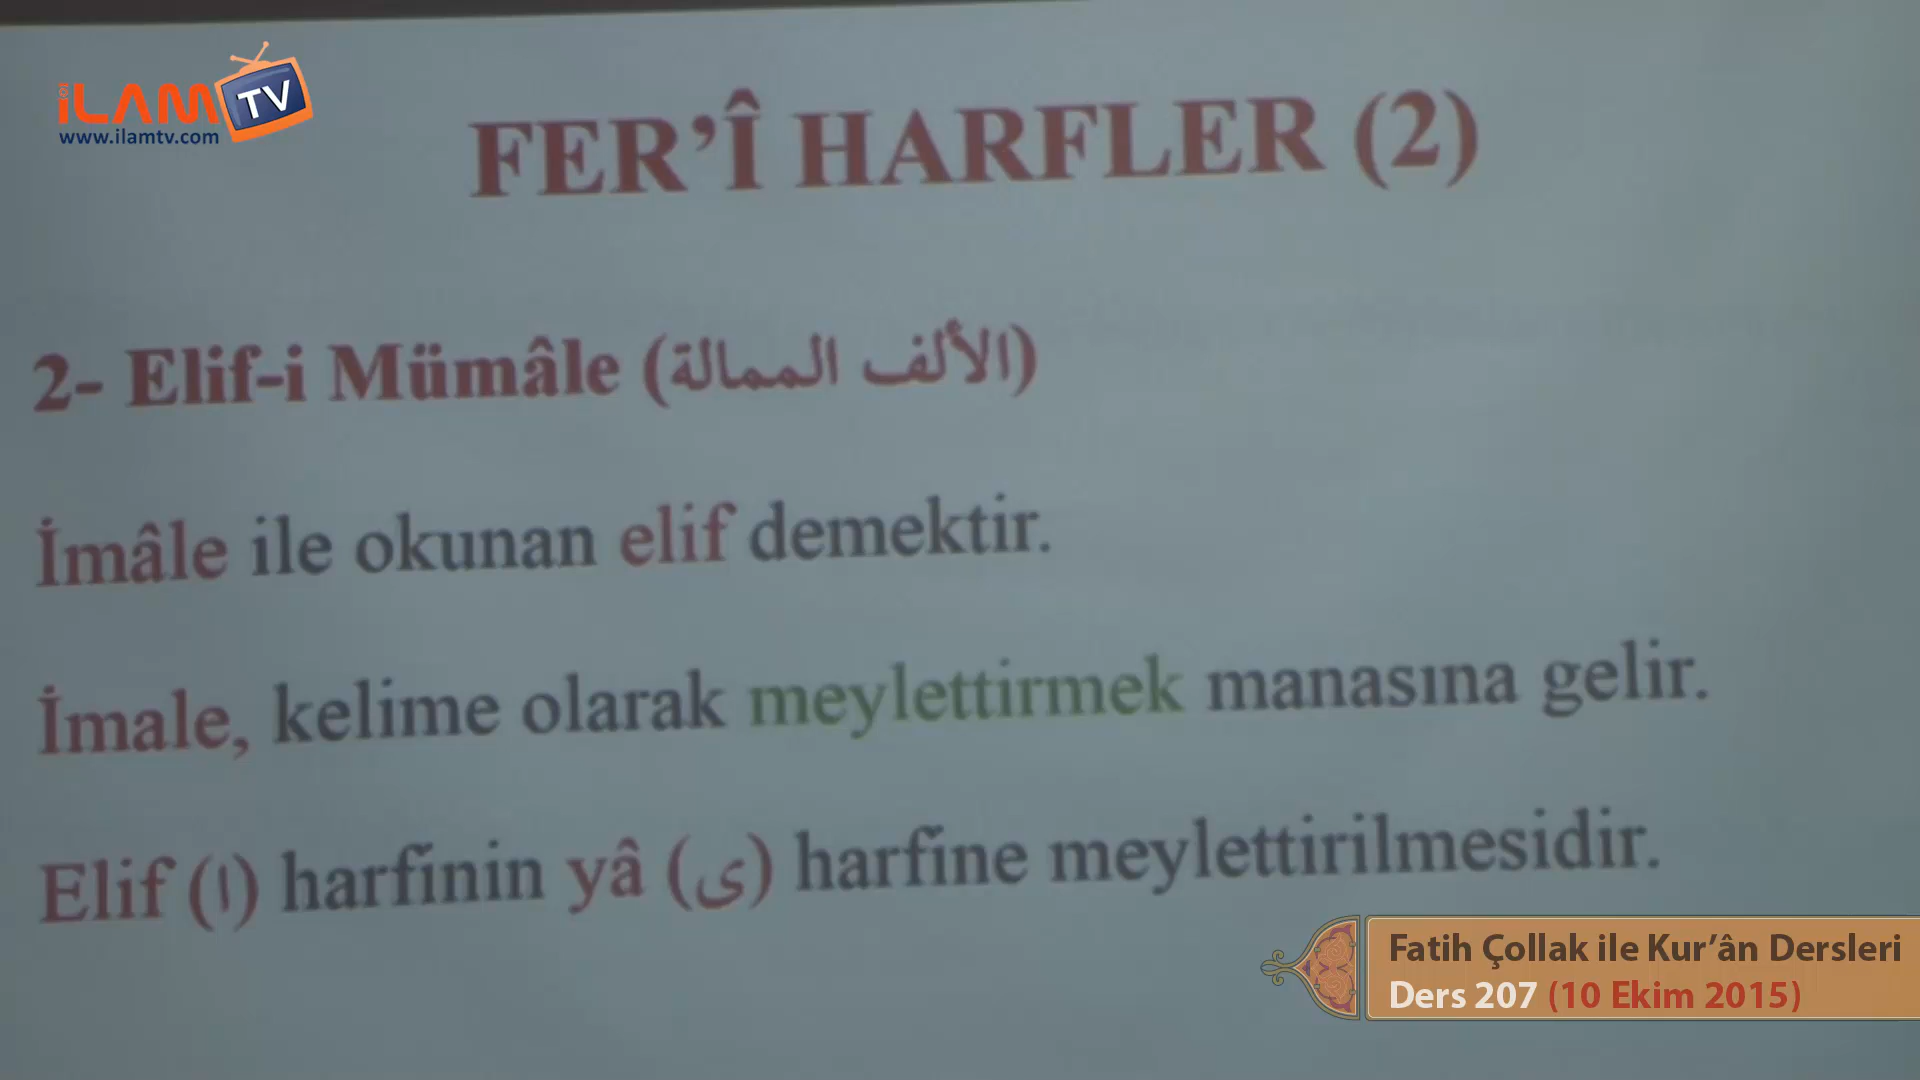 iLAM TV
www.ilamtv.com
FER’Î HARFLER (2)
2- Elif-i Mümâle (الألف الممالة)
İmâle ile okunan elif demektir.
İmale, kelime olarak meylettirmek manasına gelir.
Elif (ا) harfinin yâ (ى) harfine meylettirilmesidir.
Fatih Çollak ile Kur’ân Dersleri
Ders 207 (10 Ekim 2015)